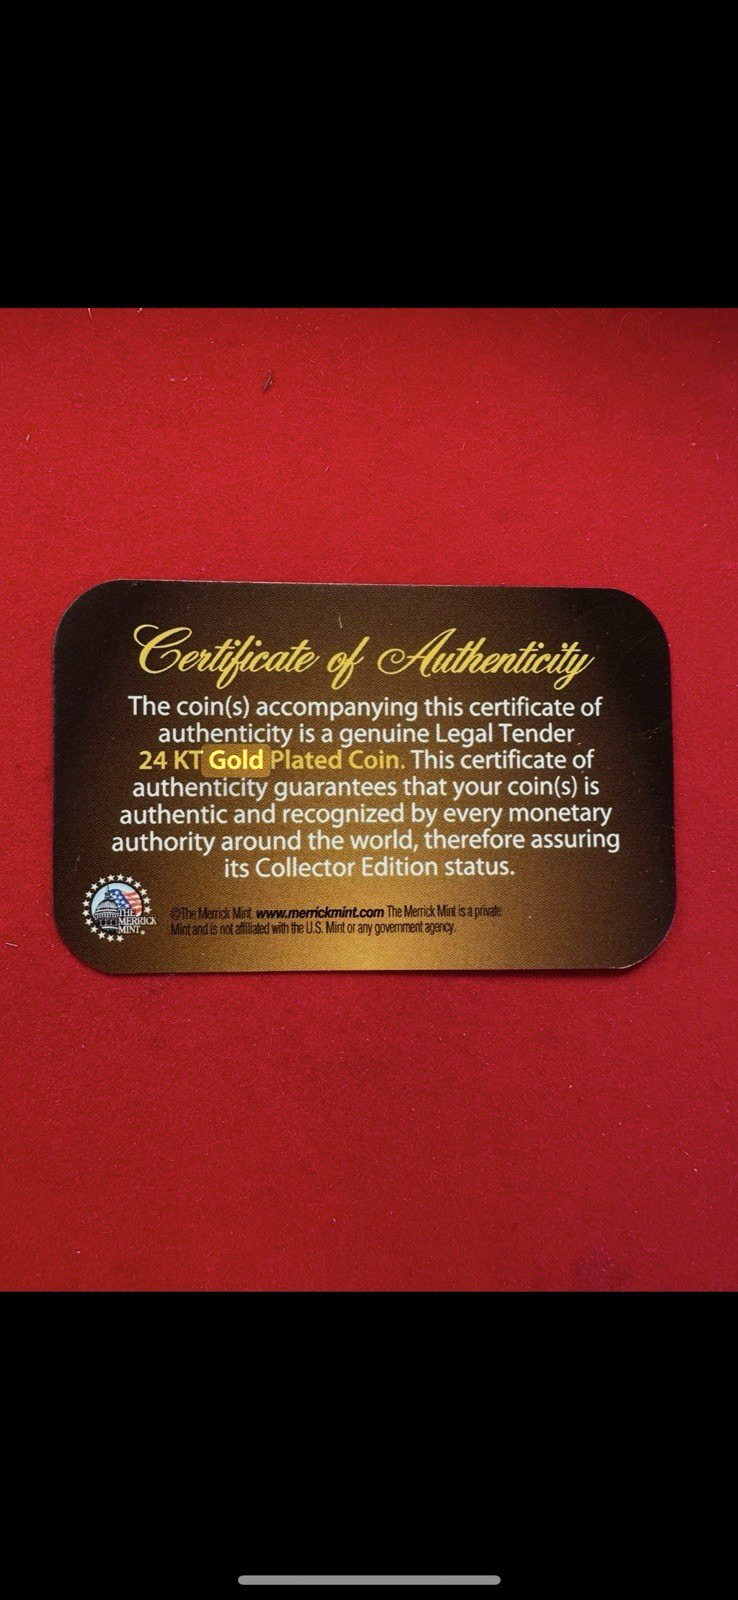 Certificate of Authenticity
The coin(s) accompanying this certificate of
authenticity is a genuine Legal Tender
24 KT Gold Plated Coin. This certificate of
authenticity guarantees that your coin(s) is
authentic and recognized by every monetary
authority around the world, therefore assuring
its Collector Edition status.
THE
MERRICK
MINT
©The Merrick Mint. www.merrickmint.com The Merrick Mint is a private
Mint and is not affiliated with the U.S. Mint or any government agency.